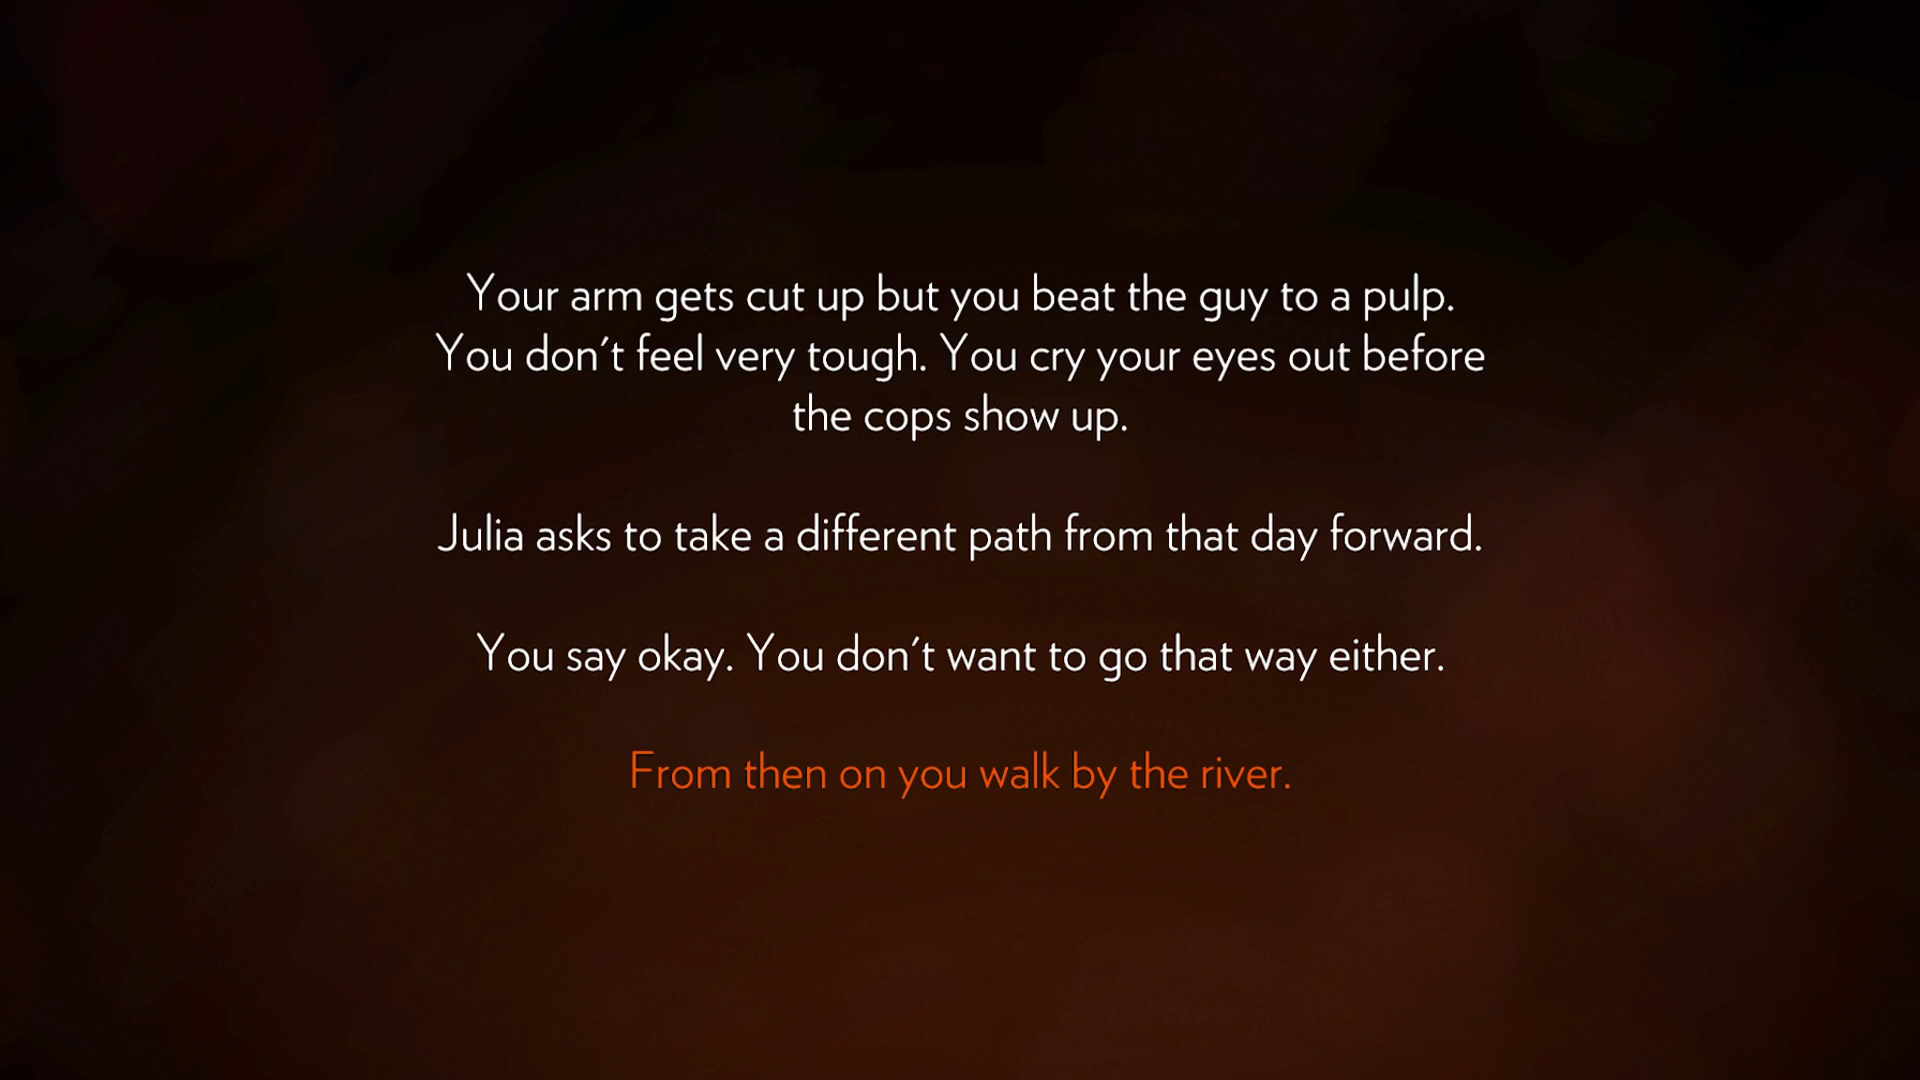 Your arm gets cut up but you beat the guy to a pulp.
You don't feel very tough. You cry your eyes out before
the cops show up.
Julia asks to take a different path from that day forward.
You say okay. You don't want to go that way either.
From then on you walk by the river.